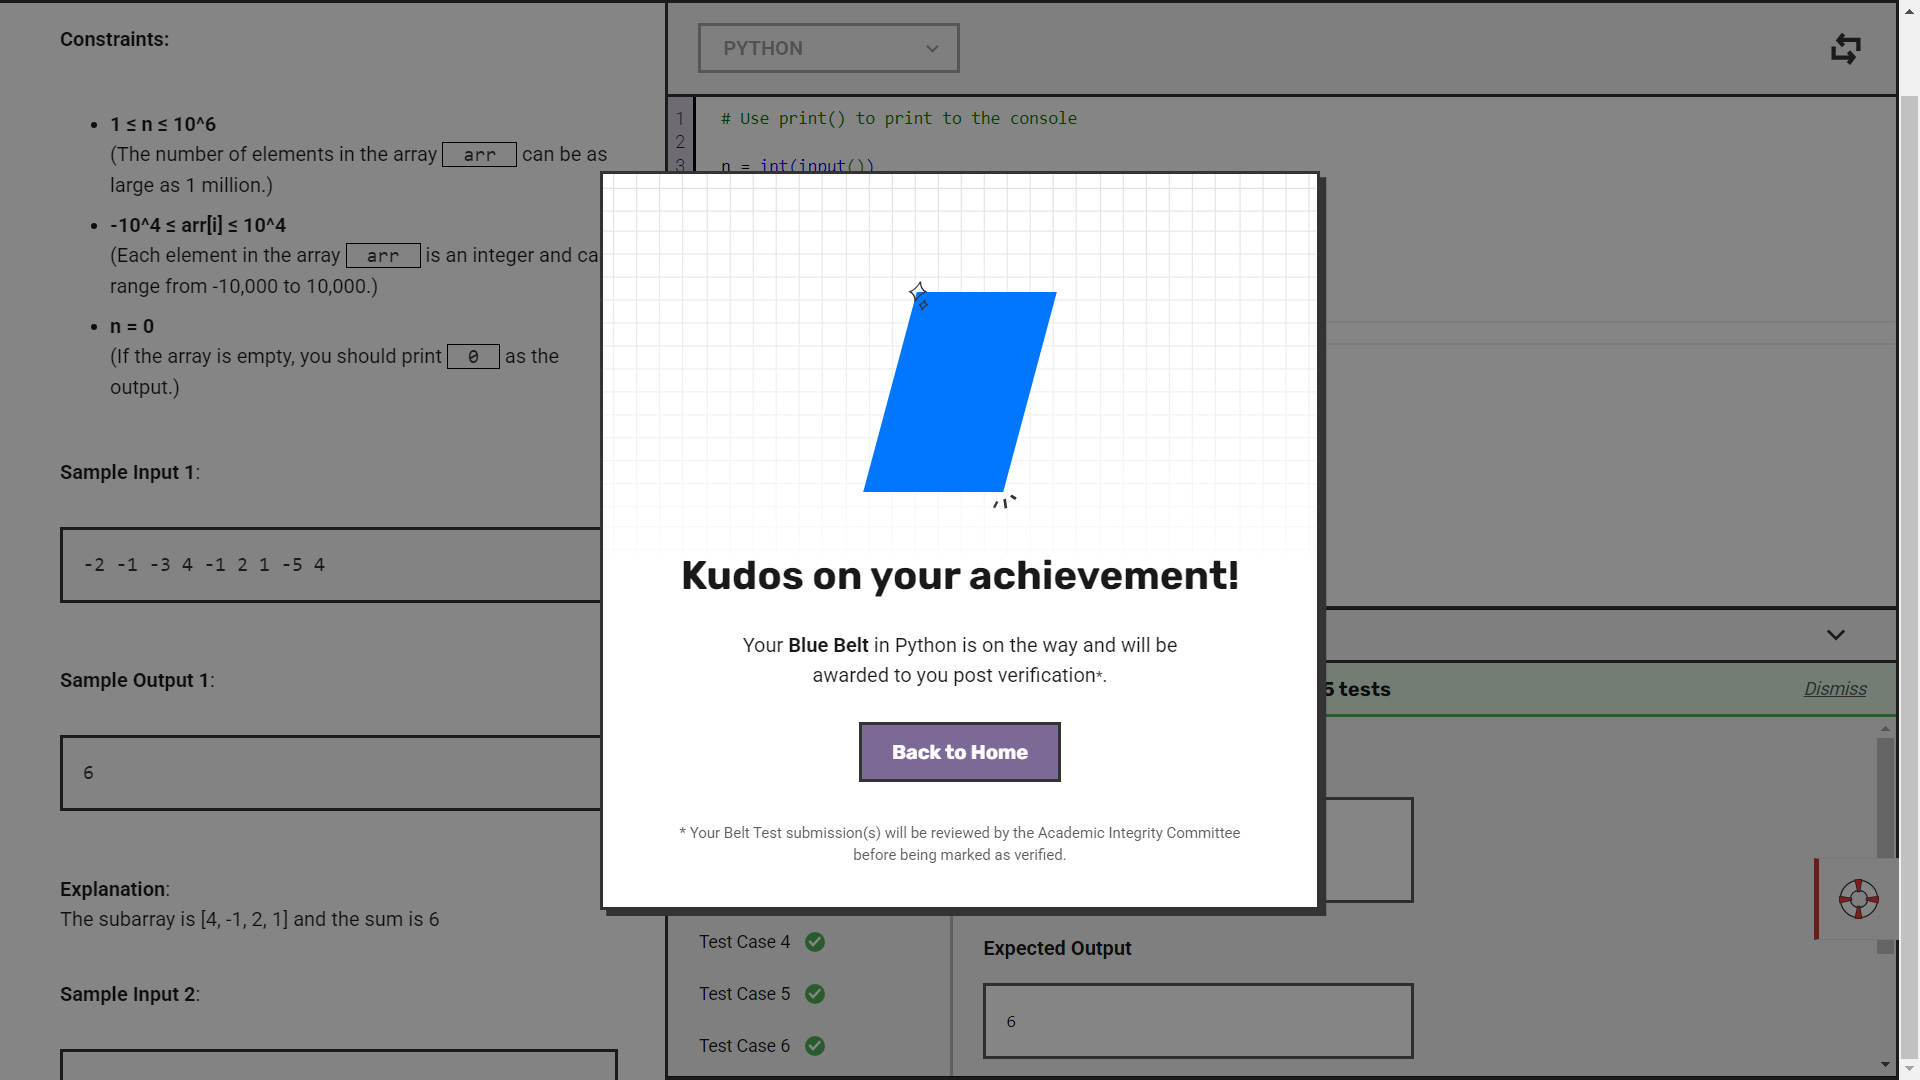 Constraints:
1 ≤ n ≤ 10^6
(The number of elements in the array arr can be as
large as 1 million.)
-10^4 ≤ arr[i] ≤ 10^4
(Each element in the array arr is an integer and ca
range from -10,000 to 10,000.)
n = 0
(If the array is empty, you should print 0 as the
output.)
Sample Input 1:
-2 -1 -3 4 -1 2 1 -5 4
Sample Output 1:
6
Explanation:
The subarray is [4, -1, 2, 1] and the sum is 6
Sample Input 2:
PYTHON
1 # Use print() to print to the console
2
3 n = int(input())
Kudos on your achievement!
Your Blue Belt in Python is on the way and will be
awarded to you post verification*.
Back to Home
* Your Belt Test submission(s) will be reviewed by the Academic Integrity Committee
before being marked as verified.
5 tests
Dismiss
Test Case 4
Test Case 5
Test Case 6
Expected Output
6